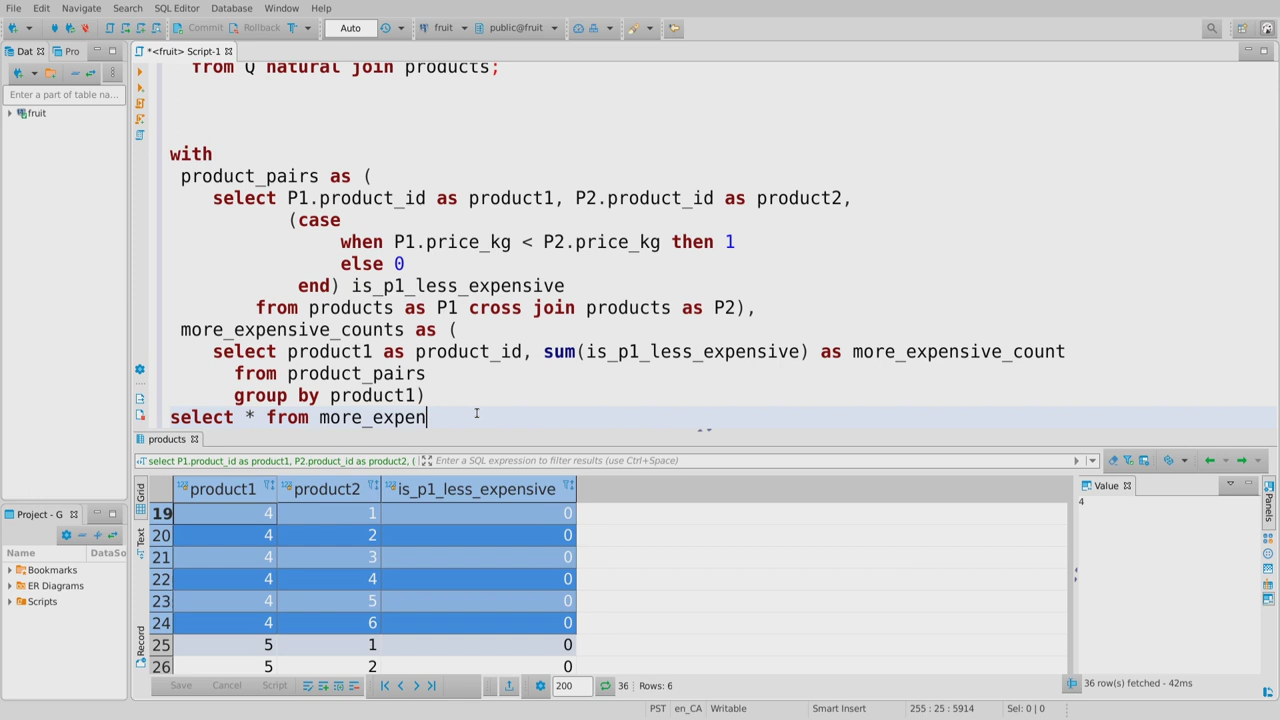 File Edit Navigate Search SQL Editor Database Window Help
Commit Rollback Auto fruit public@fruit
Dat Pro *<fruit> Script-1
Enter a part of table na...
fruit
from Q natural join products;
with
product_pairs as (
select P1.product_id as product1, P2.product_id as product2,
(case
when P1.price_kg < P2.price_kg then 1
else 0
end) is_p1_less_expensive
from products as P1 cross join products as P2),
more_expensive_counts as (
select product1 as product_id, sum(is_p1_less_expensive) as more_expensive_count
from product_pairs
group by product1)
select * from more_expen
products
select P1.product_id as product1, P2.product_id as product2, ( Enter a SQL expression to filter results (use Ctrl+Space)
Grid
Text
Record
product1 product2 is_p1_less_expensive
19 4 1 0
20 4 2 0
21 4 3 0
22 4 4 0
23 4 5 0
24 4 6 0
25 5 1 0
26 5 2 0
Value
4
Panels
Project - G
Name DataSo
Bookmarks
ER Diagrams
Scripts
Save Cancel Script 200 36 Rows: 6
36 row(s) fetched - 42ms
PST en_CA Writable Smart Insert 255 : 25 : 5914 Sel: 0 | 0